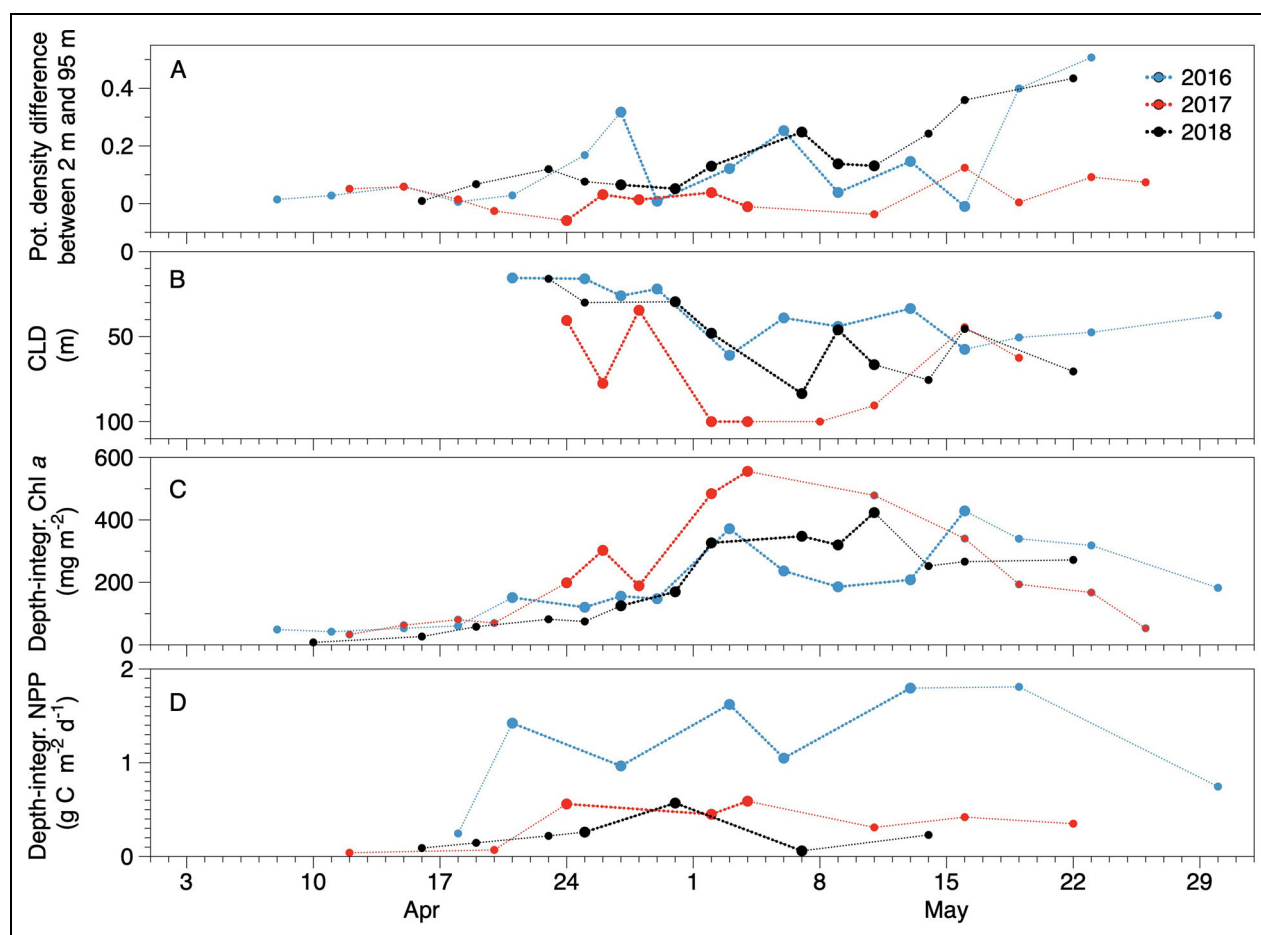 Pot. density difference
between 2 m and 95 m
A
0.4
0.2
0
2016
2017
2018
CLD
(m)
B
0
50
100
Depth-integr. Chl a
(mg m-2)
C
600
400
200
0
Depth-integr. NPP
(g C m-2 d-1)
D
2
1
0
3 10 17 24 1 8 15 22 29
Apr May